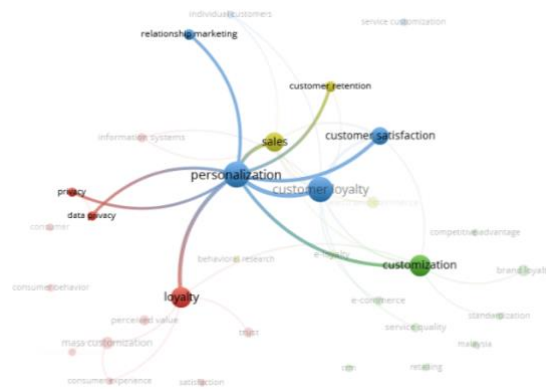 individual customers
service customization
relationship marketing
customer retention
sales
customer satisfaction
information systems
personalization
customer loyalty
privacy
data privacy
consumer
competitive advantage
behavioral research
e-loyalty
customization
brand loyalty
consumer behavior
loyalty
e-commerce
perceived value
standardization
trust
service quality
mass customization
malaysia
crm
retailing
consumer experience
satisfaction